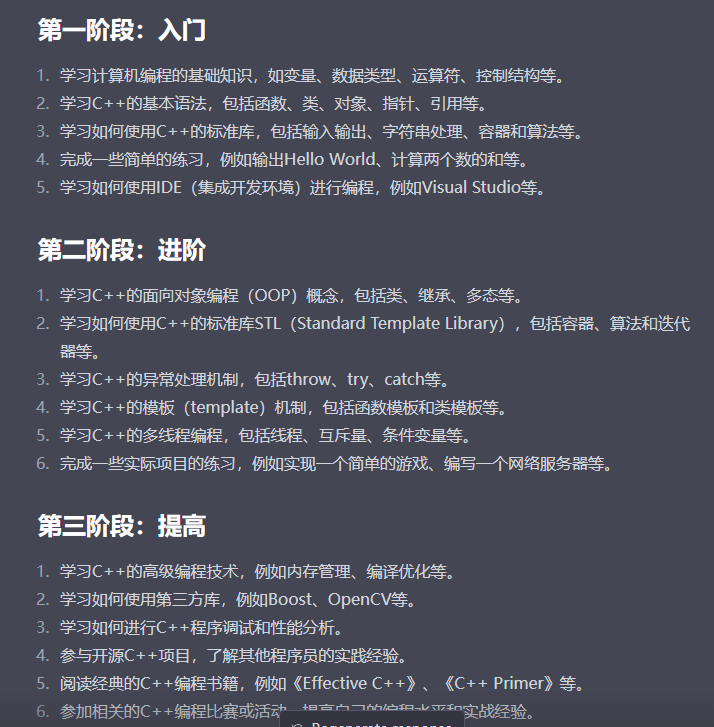 第一阶段：入门
1. 学习计算机编程的基础知识，如变量、数据类型、运算符、控制结构等。
2. 学习C++的基本语法，包括函数、类、对象、指针、引用等。
3. 学习如何使用C++的标准库，包括输入输出、字符串处理、容器和算法等。
4. 完成一些简单的练习，例如输出Hello World、计算两个数的和等。
5. 学习如何使用IDE（集成开发环境）进行编程，例如Visual Studio等。
第二阶段：进阶
1. 学习C++的面向对象编程（OOP）概念，包括类、继承、多态等。
2. 学习如何使用C++的标准库STL（Standard Template Library），包括容器、算法和迭代
器等。
3. 学习C++的异常处理机制，包括throw、try、catch等。
4. 学习C++的模板（template）机制，包括函数模板和类模板等。
5. 学习C++的多线程编程，包括线程、互斥量、条件变量等。
6. 完成一些实际项目的练习，例如实现一个简单的游戏、编写一个网络服务器等。
第三阶段：提高
1. 学习C++的高级编程技术，例如内存管理、编译优化等。
2. 学习如何使用第三方库，例如Boost、OpenCV等。
3. 学习如何进行C++程序调试和性能分析。
4. 参与开源C++项目，了解其他程序员的实践经验。
5. 阅读经典的C++编程书籍，例如《Effective C++》、《C++ Primer》等。
6. 参加相关的C++编程比赛或活动，提高自己的编程水平和实战经验。
Regenerate response